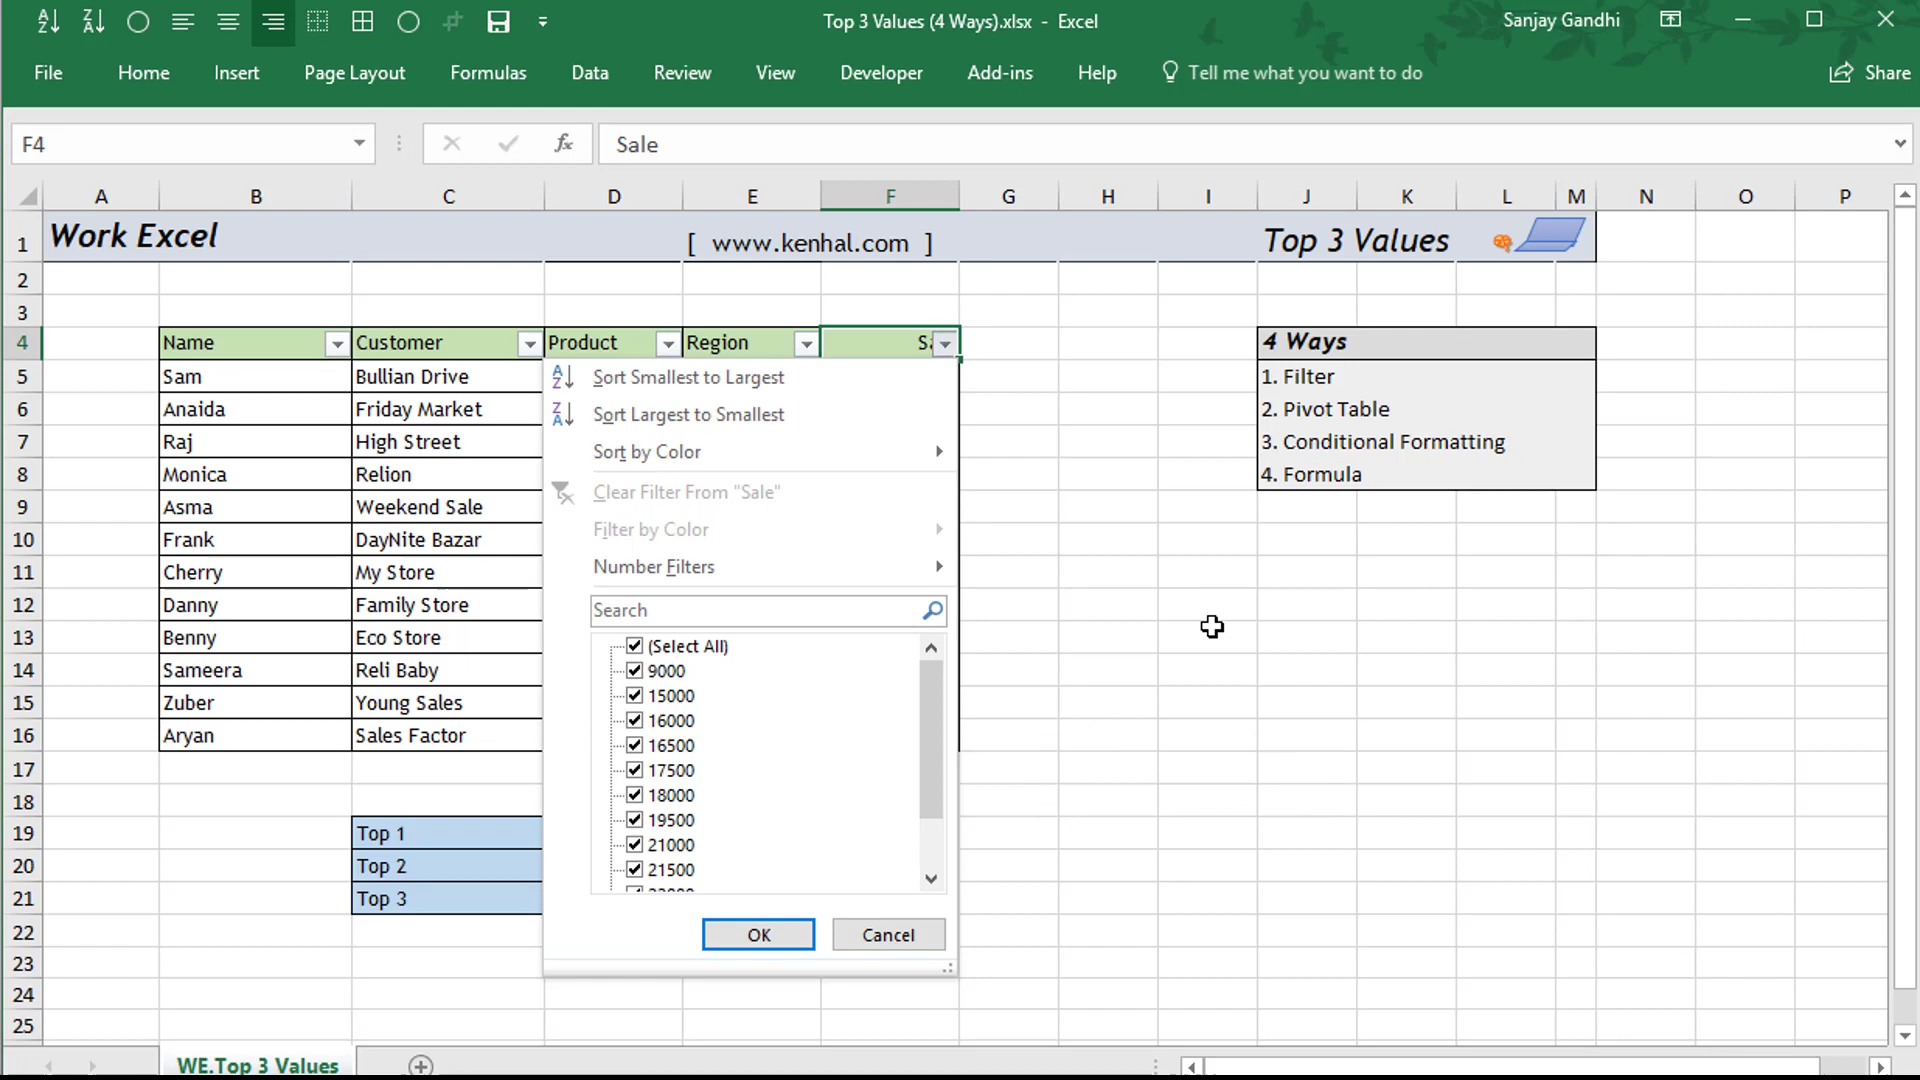 Top 3 Values (4 Ways).xlsx - Excel
Sanjay Gandhi
File Home Insert Page Layout Formulas Data Review View Developer Add-ins Help Tell me what you want to do Share
F4 fx Sale
A B C D E F G H I J K L M N O P
1 Work Excel [ www.kenhal.com ] Top 3 Values
2
3
4 Name Customer Product Region Sa 4 Ways
5 Sam Bullian Drive 1. Filter
6 Anaida Friday Market 2. Pivot Table
7 Raj High Street 3. Conditional Formatting
8 Monica Relion 4. Formula
9 Asma Weekend Sale
10 Frank DayNite Bazar
11 Cherry My Store
12 Danny Family Store
13 Benny Eco Store
14 Sameera Reli Baby
15 Zuber Young Sales
16 Aryan Sales Factor
17
18
19 Top 1
20 Top 2
21 Top 3
22
23
24
25
Sort Smallest to Largest
Sort Largest to Smallest
Sort by Color
Clear Filter From "Sale"
Filter by Color
Number Filters
Search
(Select All)
9000
15000
16000
16500
17500
18000
19500
21000
21500
OK Cancel
WE.Top 3 Values